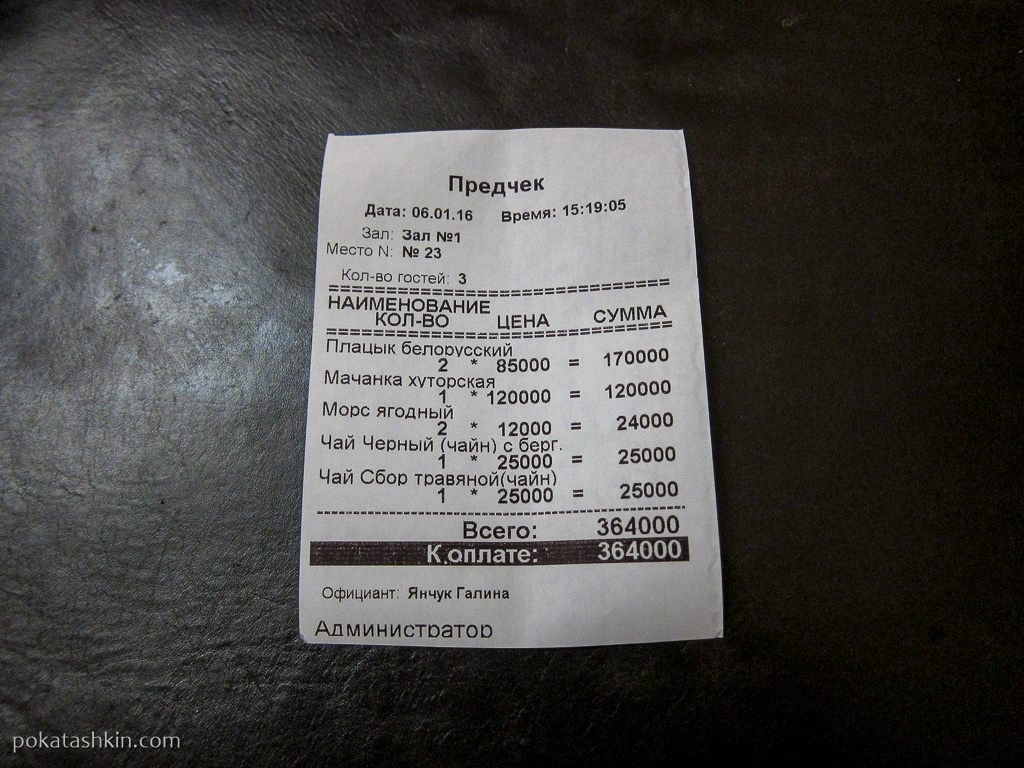 Предчек
Дата: 06.01.16 Время: 15:19:05
Зал: Зал №1
Место N: № 23
Кол-во гостей: 3
================================
НАИМЕНОВАНИЕ
КОЛ-ВО ЦЕНА СУММА
================================
Плацык белорусский
2 * 85000 = 170000
Мачанка хуторская
1 * 120000 = 120000
Морс ягодный
2 * 12000 = 24000
Чай Черный (чайн) с берг.
1 * 25000 = 25000
Чай Сбор травяной(чайн)
1 * 25000 = 25000
--------------------------------
Всего: 364000
К оплате: 364000
Официант: Янчук Галина
Администратор
pokatashkin.com